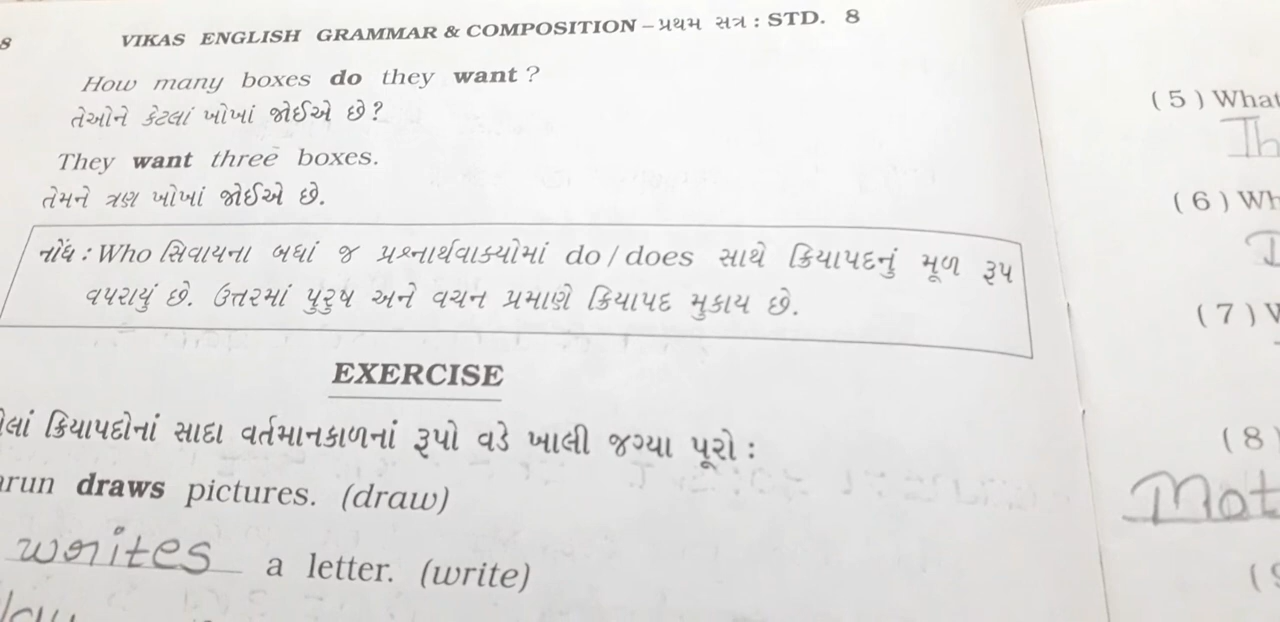 8
VIKAS ENGLISH GRAMMAR & COMPOSITION – પ્રથમ સત્ર : STD. 8
How many boxes do they want ?
તેઓને કેટલાં ખોખાં જોઈએ છે?
They want three boxes.
તેમને ત્રણ ખોખાં જોઈએ છે.
નોંધ : Who સિવાયના બધાં જ પ્રશ્નાર્થવાક્યોમાં do / does સાથે ક્રિયાપદનું મૂળ રૂપ
વપરાયું છે. ઉત્તરમાં પુરુષ અને વચન પ્રમાણે ક્રિયાપદ મુકાય છે.
EXERCISE
ક્રિયાપદોનાં સાદા વર્તમાનકાળનાં રૂપો વડે ખાલી જગ્યા પૂરો :
draws pictures. (draw)
writes a letter. (write)
( 5 ) What
( 6 )
( 7 )
( 8 )